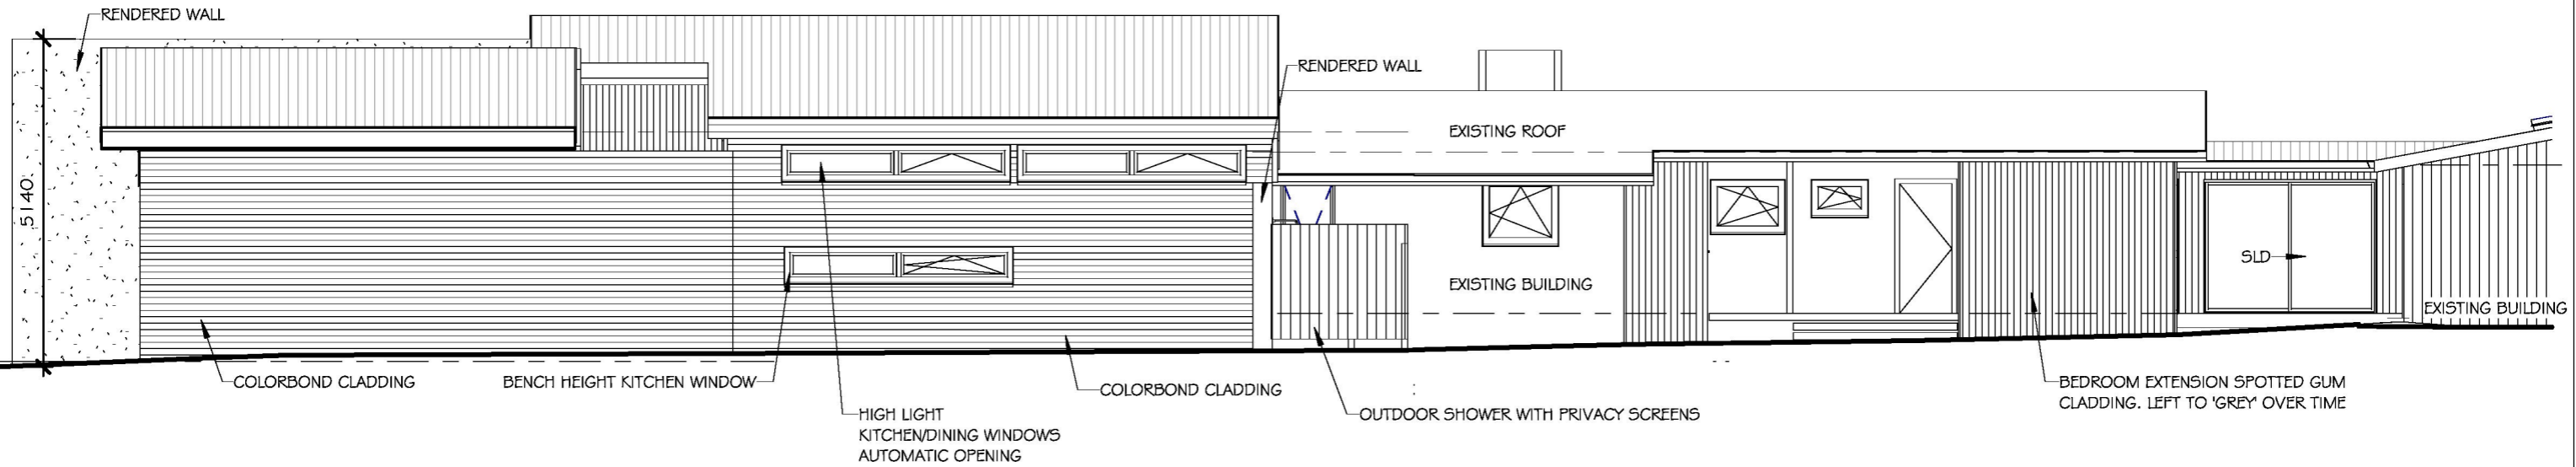 RENDERED WALL
5140
RENDERED WALL
EXISTING ROOF
EXISTING BUILDING
SLD
EXISTING BUILDING
COLORBOND CLADDING
BENCH HEIGHT KITCHEN WINDOW
HIGH LIGHT
KITCHEN/DINING WINDOWS
AUTOMATIC OPENING
COLORBOND CLADDING
OUTDOOR SHOWER WITH PRIVACY SCREENS
BEDROOM EXTENSION SPOTTED GUM
CLADDING. LEFT TO 'GREY' OVER TIME